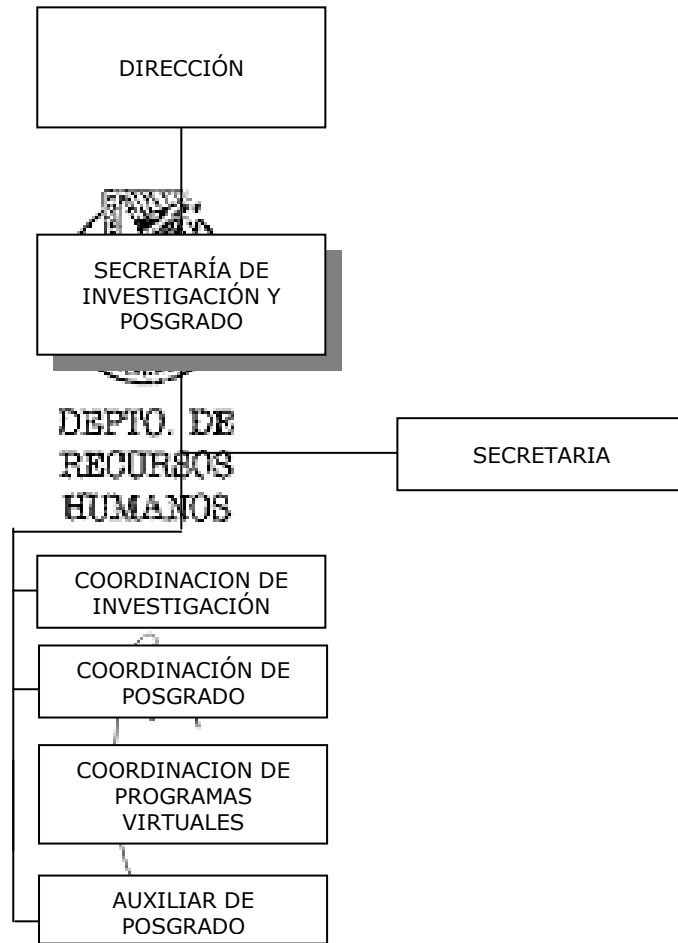 DIRECCIÓN
SECRETARÍA DE
INVESTIGACIÓN Y
POSGRADO
DEPTO. DE
RECURSOS
HUMANOS
SECRETARIA
COORDINACION DE
INVESTIGACIÓN
COORDINACIÓN DE
POSGRADO
COORDINACION DE
PROGRAMAS
VIRTUALES
AUXILIAR DE
POSGRADO